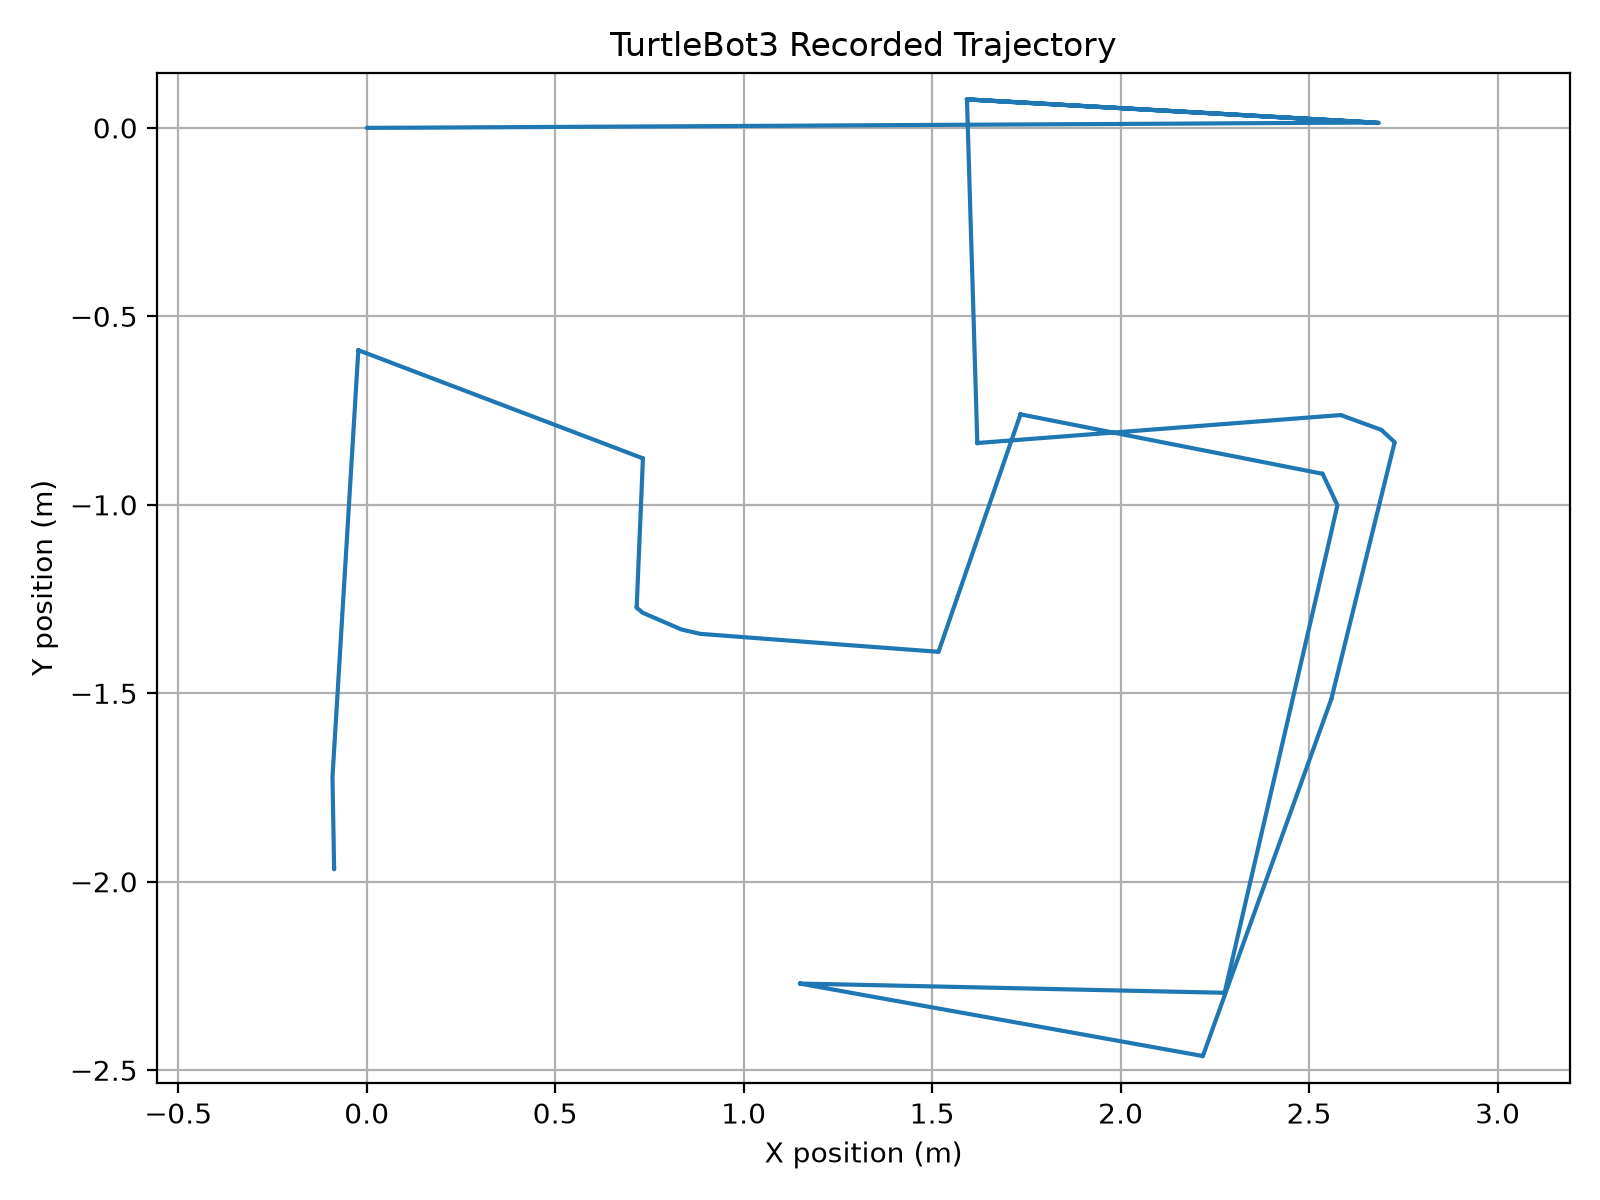 TurtleBot3 Recorded Trajectory
0.0
−0.5
−1.0
−1.5
−2.0
−2.5
Y position (m)
−0.5 0.0 0.5 1.0 1.5 2.0 2.5 3.0
X position (m)